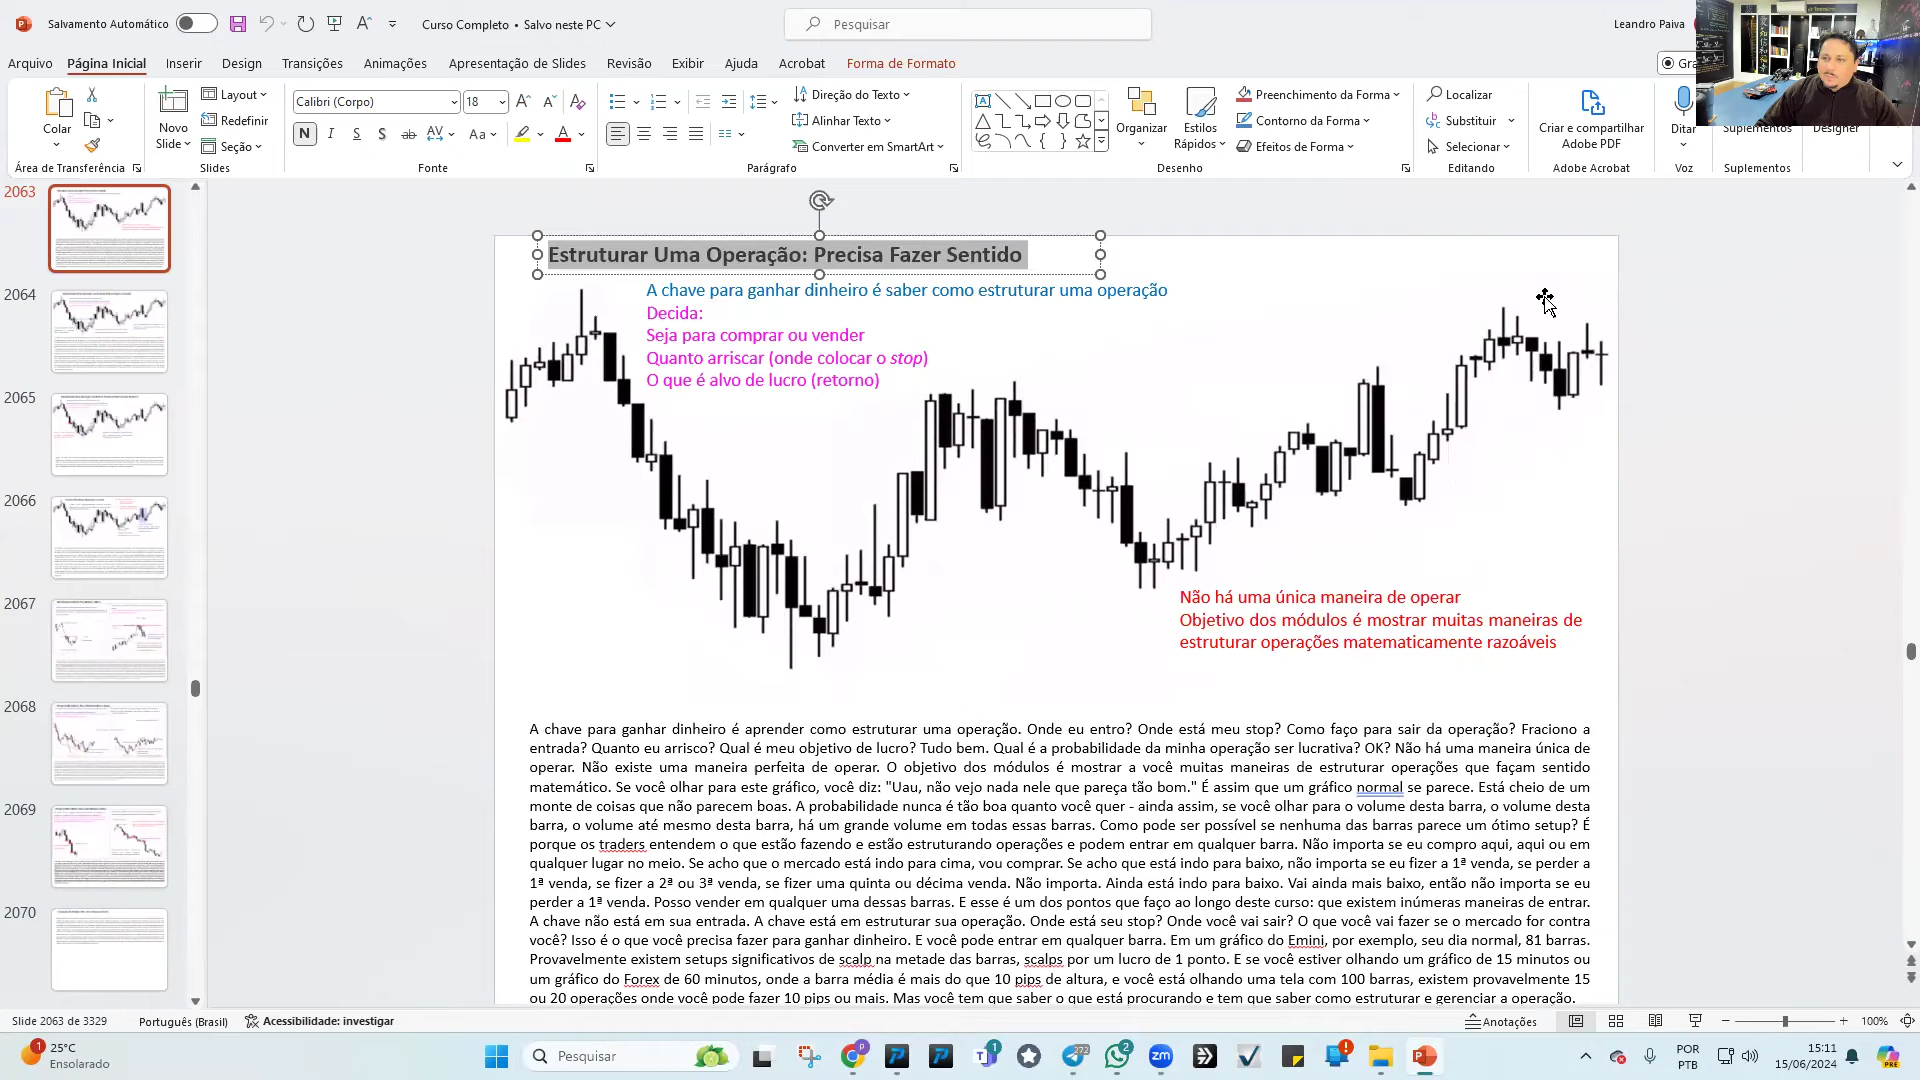 Salvamento Automático
Curso Completo • Salvo neste PC
Pesquisar
Leandro Paiva
Arquivo
Página Inicial
Inserir
Design
Transições
Animações
Apresentação de Slides
Revisão
Exibir
Ajuda
Acrobat
Forma de Formato
Colar
Novo
Slide
Layout
Redefinir
Seção
Calibri (Corpo)
18
Direção do Texto
Alinhar Texto
Converter em SmartArt
Organizar
Estilos
Rápidos
Preenchimento da Forma
Contorno da Forma
Efeitos de Forma
Localizar
Substituir
Selecionar
Criar e compartilhar
Adobe PDF
Ditar
Suplementos
Designer
Área de Transferência
Slides
Fonte
Parágrafo
Desenho
Editando
Adobe Acrobat
Voz
Suplementos
2063
2064
2065
2066
2067
2068
2069
2070
Estruturar Uma Operação: Precisa Fazer Sentido
A chave para ganhar dinheiro é saber como estruturar uma operação
Decida:
Seja para comprar ou vender
Quanto arriscar (onde colocar o stop)
O que é alvo de lucro (retorno)
Não há uma única maneira de operar
Objetivo dos módulos é mostrar muitas maneiras de
estruturar operações matematicamente razoáveis
A chave para ganhar dinheiro é aprender como estruturar uma operação. Onde eu entro? Onde está meu stop? Como faço para sair da operação? Fraciono a
entrada? Quanto eu arrisco? Qual é meu objetivo de lucro? Tudo bem. Qual é a probabilidade da minha operação ser lucrativa? OK? Não há uma maneira única de
operar. Não existe uma maneira perfeita de operar. O objetivo dos módulos é mostrar a você muitas maneiras de estruturar operações que façam sentido
matemático. Se você olhar para este gráfico, você diz: "Uau, não vejo nada nele que pareça tão bom." É assim que um gráfico normal se parece. Está cheio de um
monte de coisas que não parecem boas. A probabilidade nunca é tão boa quanto você quer - ainda assim, se você olhar para o volume desta barra, o volume desta
barra, o volume até mesmo desta barra, há um grande volume em todas essas barras. Como pode ser possível se nenhuma das barras parece um ótimo setup? É
porque os traders entendem o que estão fazendo e estão estruturando operações e podem entrar em qualquer barra. Não importa se eu compro aqui, aqui ou em
qualquer lugar no meio. Se acho que o mercado está indo para cima, vou comprar. Se acho que está indo para baixo, não importa se eu fizer a 1ª venda, se perder a
1ª venda, se fizer a 2ª ou 3ª venda, se fizer uma quinta ou décima venda. Não importa. Ainda está indo para baixo. Vai ainda mais baixo, então não importa se eu
perder a 1ª venda. Posso vender em qualquer uma dessas barras. E esse é um dos pontos que faço ao longo deste curso: que existem inúmeras maneiras de entrar.
A chave não está em sua entrada. A chave está em estruturar sua operação. Onde está seu stop? Onde você vai sair? O que você vai fazer se o mercado for contra
você? Isso é o que você precisa fazer para ganhar dinheiro. E você pode entrar em qualquer barra. Em um gráfico do Emini, por exemplo, seu dia normal, 81 barras.
Provavelmente existem setups significativos de scalp na metade das barras, scalps por um lucro de 1 ponto. E se você estiver olhando um gráfico de 15 minutos ou
um gráfico do Forex de 60 minutos, onde a barra média é mais do que 10 pips de altura, e você está olhando uma tela com 100 barras, existem provavelmente 15
ou 20 operações onde você pode fazer 10 pips ou mais. Mas você tem que saber o que está procurando e tem que saber como estruturar e gerenciar a operação.
Slide 2063 de 3329
Português (Brasil)
Acessibilidade: investigar
Anotações
100%
25°C
Ensolarado
Pesquisar
POR
PTB
15:11
15/06/2024